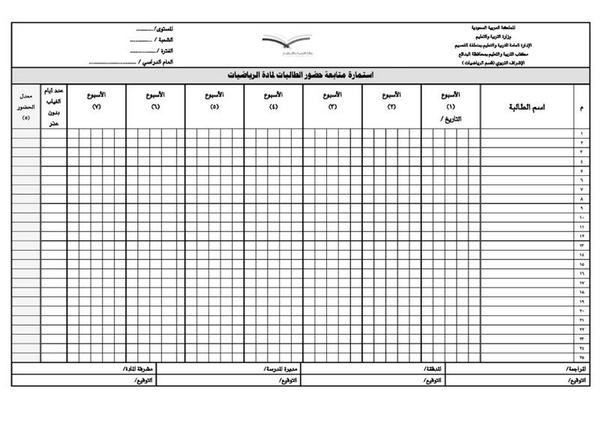 المملكة العربية السعودية
وزارة التربية والتعليم
الإدارة العامة للتربية والتعليم بمنطقة القصيم
مكتب التربية والتعليم بمحافظة البدائع
الإشراف التربوي (قسم الرياضيات)
المستوى/
الشعبة /
الفترة /
العام الدراسي /
استمارة متابعة حضور الطالبات لمادة الرياضيات
م
اسم الطالبة
الأسبوع (١) التاريخ /
الأسبوع (٢)
الأسبوع (٣)
الأسبوع (٤)
الأسبوع (٥)
الأسبوع (٦)
الأسبوع (٧)
عدد أيام الغياب بدون عذر
معدل الحضور (٥)
١
٢
٣
٤
٥
٦
٧
٨
٩
١٠
١١
١٢
١٣
١٤
١٥
١٦
١٧
١٨
١٩
٢٠
٢١
٢٢
٢٣
٢٤
٢٥
المراجعة/
المدققة/
مديرة المدرسة/
مشرفة المادة/
التوقيع/
التوقيع/
التوقيع/
التوقيع/